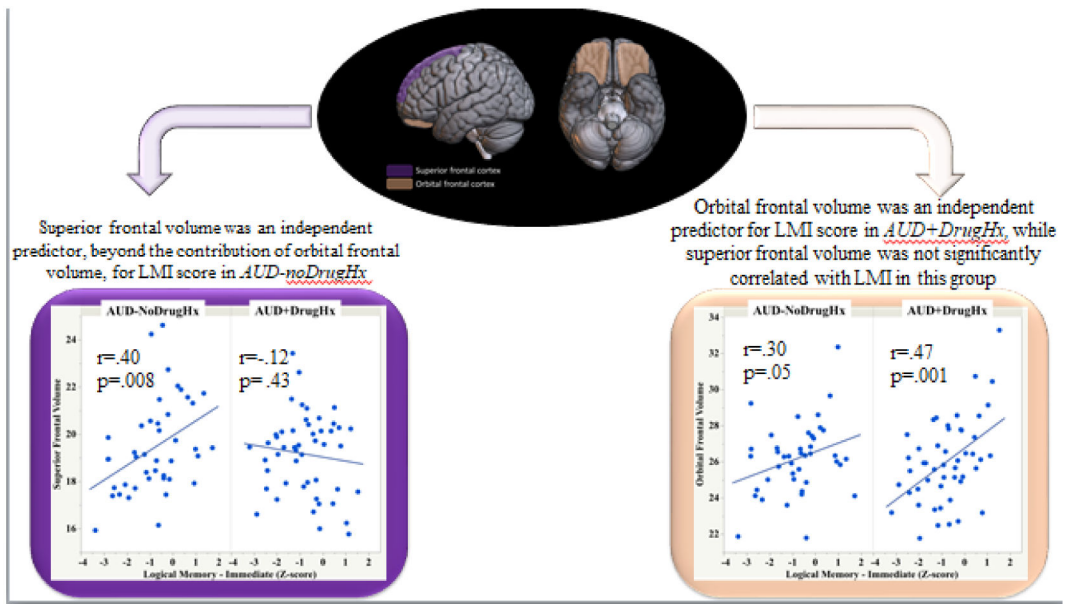 Superior frontal cortex
Orbital frontal cortex
Superior frontal volume was an independent
predictor, beyond the contribution of orbital frontal
volume, for LMI score in AUD-noDrugHx
Orbital frontal volume was an independent
predictor for LMI score in AUD+DrugHx, while
superior frontal volume was not significantly
correlated with LMI in this group
AUD-NoDrugHx AUD+DrugHx
r=.40
p=.008
r=-.12
p= .43
Superior Frontal Volume
24
22
20
18
16
-4 -3 -2 -1 0 1 2 -4 -3 -2 -1 0 1 2
Logical Memory - Immediate (Z-score)
AUD-NoDrugHx AUD+DrugHx
r=.30
p=.05
r=.47
p=.001
Orbital Frontal Volume
34
32
30
28
26
24
22
-4 -3 -2 -1 0 1 2 -4 -3 -2 -1 0 1 2
Logical Memory - Immediate (Z-score)